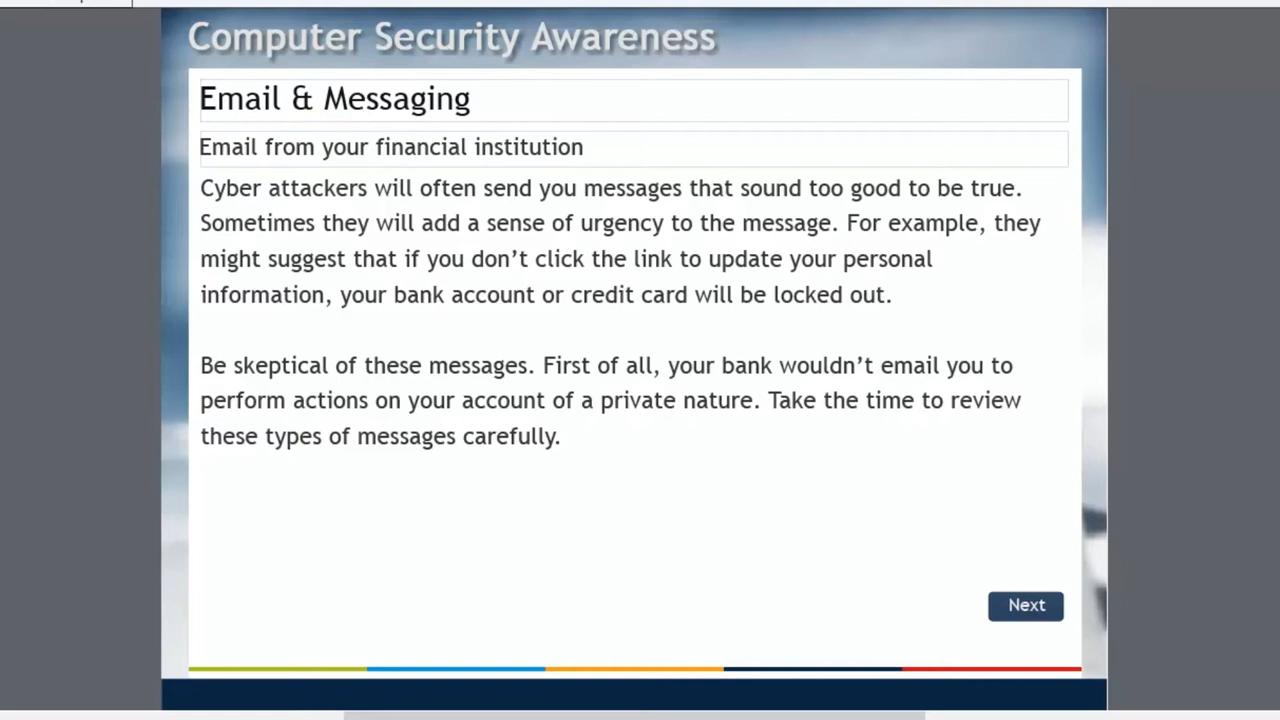 Computer Security Awareness
Email & Messaging
Email from your financial institution
Cyber attackers will often send you messages that sound too good to be true.
Sometimes they will add a sense of urgency to the message. For example, they
might suggest that if you don’t click the link to update your personal
information, your bank account or credit card will be locked out.
Be skeptical of these messages. First of all, your bank wouldn’t email you to
perform actions on your account of a private nature. Take the time to review
these types of messages carefully.
Next